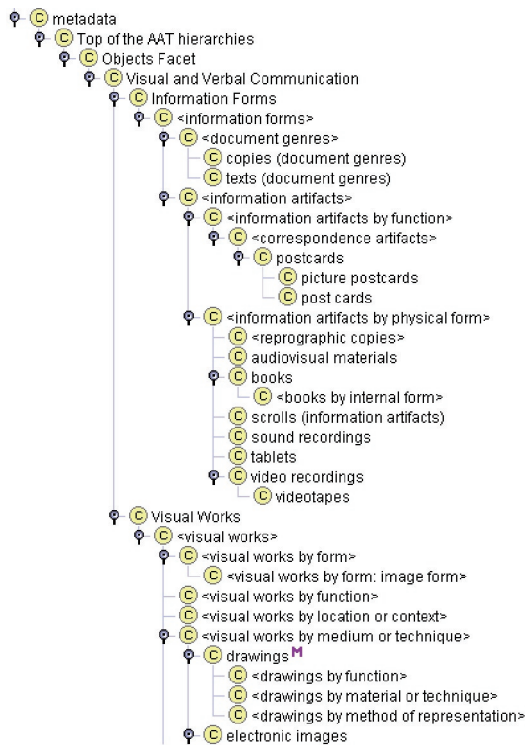 C metadata
C Top of the AAT hierarchies
C Objects Facet
C Visual and Verbal Communication
C Information Forms
C <information forms>
C <document genres>
C copies (document genres)
C texts (document genres)
C <information artifacts>
C <information artifacts by function>
C <correspondence artifacts>
C postcards
C picture postcards
C post cards
C <information artifacts by physical form>
C <reprographic copies>
C audiovisual materials
C books
C <books by internal form>
C scrolls (information artifacts)
C sound recordings
C tablets
C video recordings
C videotapes
C Visual Works
C <visual works>
C <visual works by form>
C <visual works by form: image form>
C <visual works by function>
C <visual works by location or context>
C <visual works by medium or technique>
C drawings M
C <drawings by function>
C <drawings by material or technique>
C <drawings by method of representation>
C electronic images